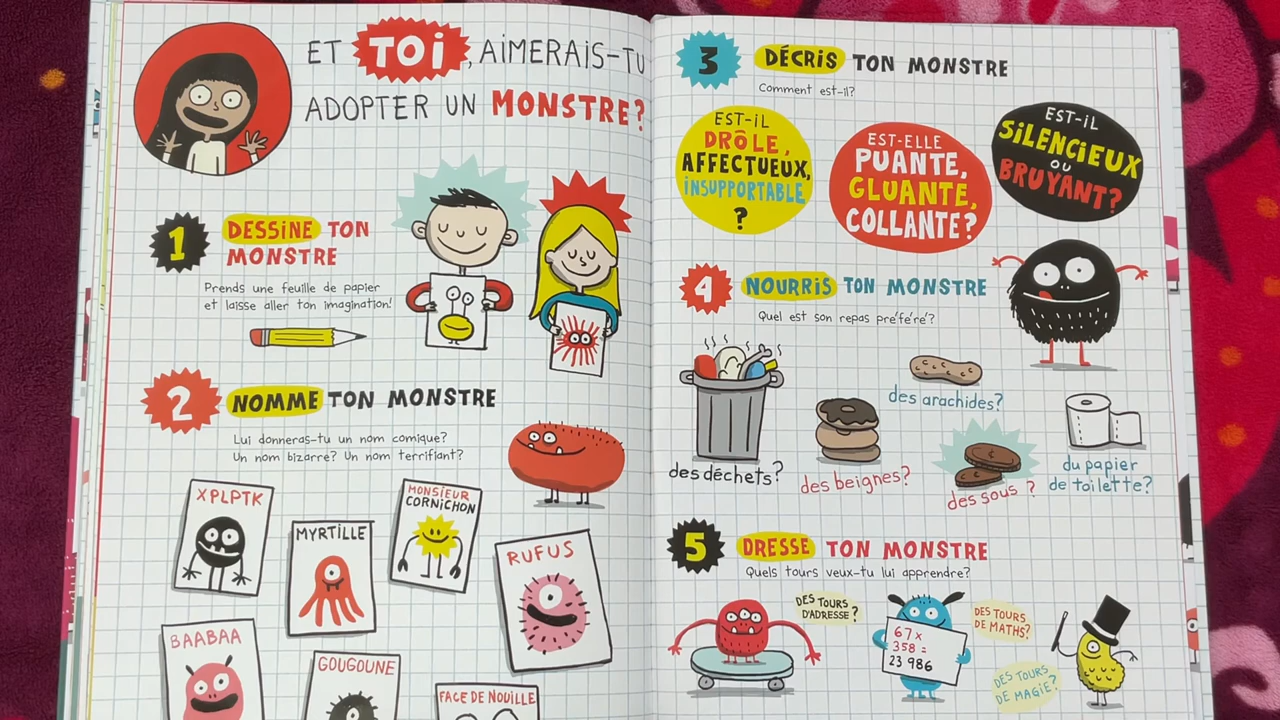 ET TOI, AIMERAIS-TU
ADOPTER UN MONSTRE?
1
DESSINE TON
MONSTRE
Prends une feuille de papier
et laisse aller ton imagination!
2
NOMME TON MONSTRE
Lui donneras-tu un nom comique?
Un nom bizarre? Un nom terrifiant?
XPLPTK
MYRTILLE
MONSIEUR
CORNICHON
RUFUS
BAABAA
GOUGOUNE
FACE DE NOUILLE
3
DÉCRIS TON MONSTRE
Comment est-il?
EST-IL
DRÔLE,
AFFECTUEUX,
INSUPPORTABLE
?
EST-ELLE
PUANTE,
GLUANTE,
COLLANTE?
EST-IL
SILENCIEUX
OU
BRUYANT?
4
NOURRIS TON MONSTRE
Quel est son repas préféré?
des déchets?
des beignes?
des arachides?
des sous ?
du papier
de toilette?
5
DRESSE TON MONSTRE
Quels tours veux-tu lui apprendre?
DES TOURS
D'ADRESSE?
67 x
358 =
23 986
DES TOURS
DE MATHS?
DES TOURS
DE MAGIE?